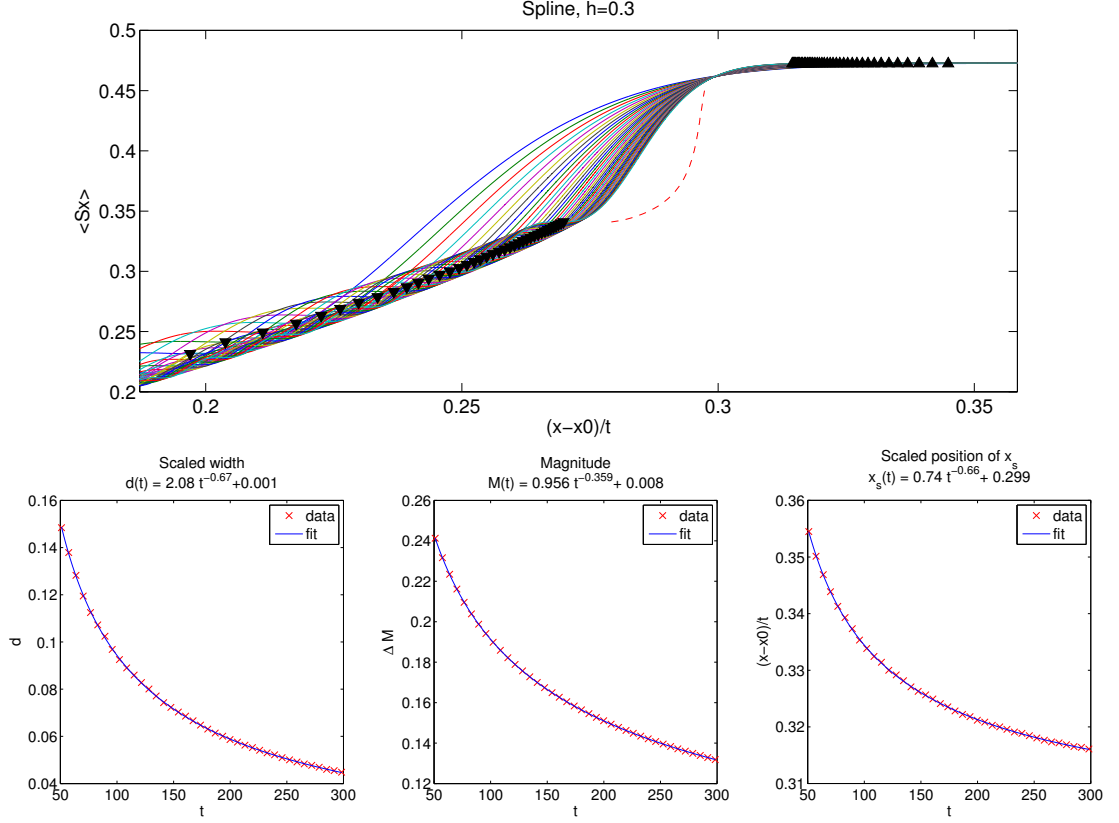 Spline, h=0.3
0.5
0.45
0.4
0.35
0.3
0.25
0.2
<Sx>
0.2 0.25 0.3 0.35
(x−x0)/t
Scaled width
d(t) = 2.08 t^−0.67+0.001
0.16
0.14
0.12
0.1
0.08
0.06
0.04
d
data
fit
50 100 150 200 250 300
t
Magnitude
M(t) = 0.956 t^−0.359+ 0.008
0.26
0.24
0.22
0.2
0.18
0.16
0.14
0.12
Δ M
data
fit
50 100 150 200 250 300
t
Scaled position of x_s
x_s(t) = 0.74 t^−0.66+ 0.299
0.36
0.35
0.34
0.33
0.32
0.31
(x−x0)/t
data
fit
50 100 150 200 250 300
t